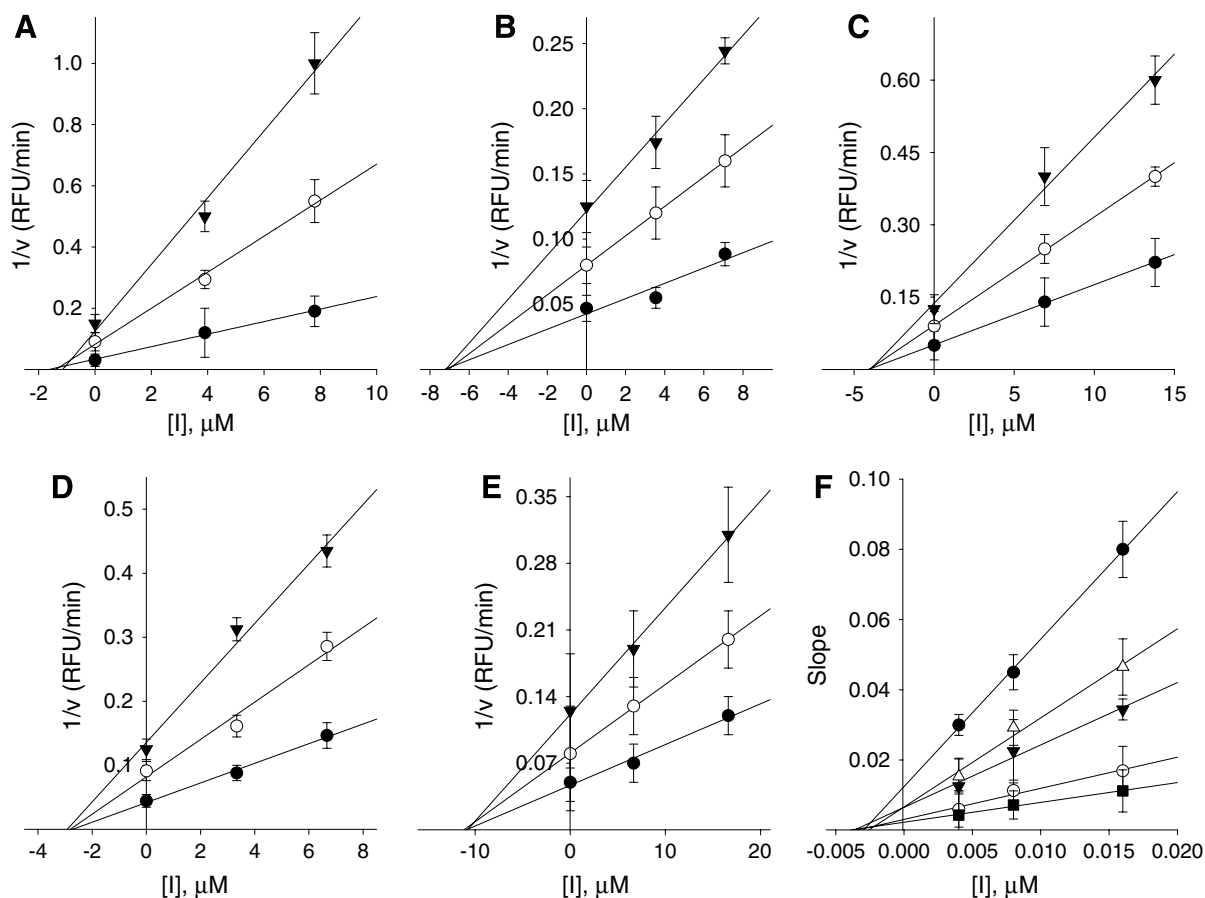 A
1/v (RFU/min)
1.0
0.8
0.6
0.4
0.2
-2 0 2 4 6 8 10
[I], μM
B
1/v (RFU/min)
0.25
0.20
0.15
0.10
0.05
-8 -6 -4 -2 0 2 4 6 8
[I], μM
C
1/v (RFU/min)
0.60
0.45
0.30
0.15
-5 0 5 10 15
[I], μM
D
1/v (RFU/min)
0.5
0.4
0.3
0.2
0.1
-4 -2 0 2 4 6 8
[I], μM
E
1/v (RFU/min)
0.35
0.28
0.21
0.14
0.07
-10 0 10 20
[I], μM
F
Slope
0.10
0.08
0.06
0.04
0.02
-0.005 0.000 0.005 0.010 0.015 0.020
[I], μM